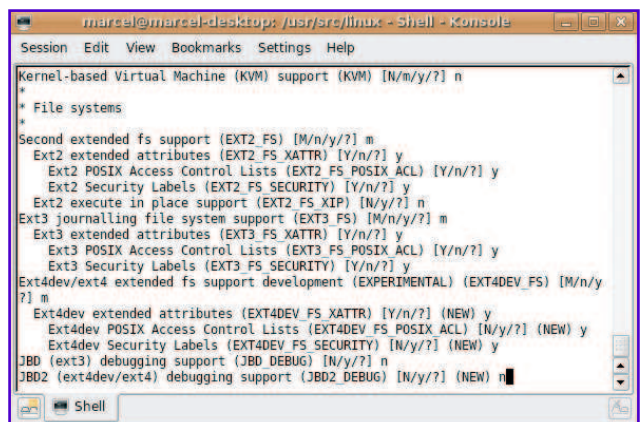 marcel@marcel-desktop: /usr/src/linux - Shell - Konsole
Session Edit View Bookmarks Settings Help
Kernel-based Virtual Machine (KVM) support (KVM) [N/m/y/?] n
*
* File systems
*
Second extended fs support (EXT2_FS) [M/n/y/?] m
Ext2 extended attributes (EXT2_FS_XATTR) [Y/n/?] y
Ext2 POSIX Access Control Lists (EXT2_FS_POSIX_ACL) [Y/n/?] y
Ext2 Security Labels (EXT2_FS_SECURITY) [Y/n/?] y
Ext2 execute in place support (EXT2_FS_XIP) [N/y/?] n
Ext3 journalling file system support (EXT3_FS) [M/n/y/?] m
Ext3 extended attributes (EXT3_FS_XATTR) [Y/n/?] y
Ext3 POSIX Access Control Lists (EXT3_FS_POSIX_ACL) [Y/n/?] y
Ext3 Security Labels (EXT3_FS_SECURITY) [Y/n/?] y
Ext4dev/ext4 extended fs support development (EXPERIMENTAL) (EXT4DEV_FS) [M/n/y
?] m
Ext4dev extended attributes (EXT4DEV_FS_XATTR) [Y/n/?] (NEW) y
Ext4dev POSIX Access Control Lists (EXT4DEV_FS_POSIX_ACL) [N/y/?] (NEW) y
Ext4dev Security Labels (EXT4DEV_FS_SECURITY) [N/y/?] (NEW) y
JBD (ext3) debugging support (JBD_DEBUG) [N/y/?] n
JBD2 (ext4dev/ext4) debugging support (JBD2_DEBUG) [N/y/?] (NEW) n
Shell